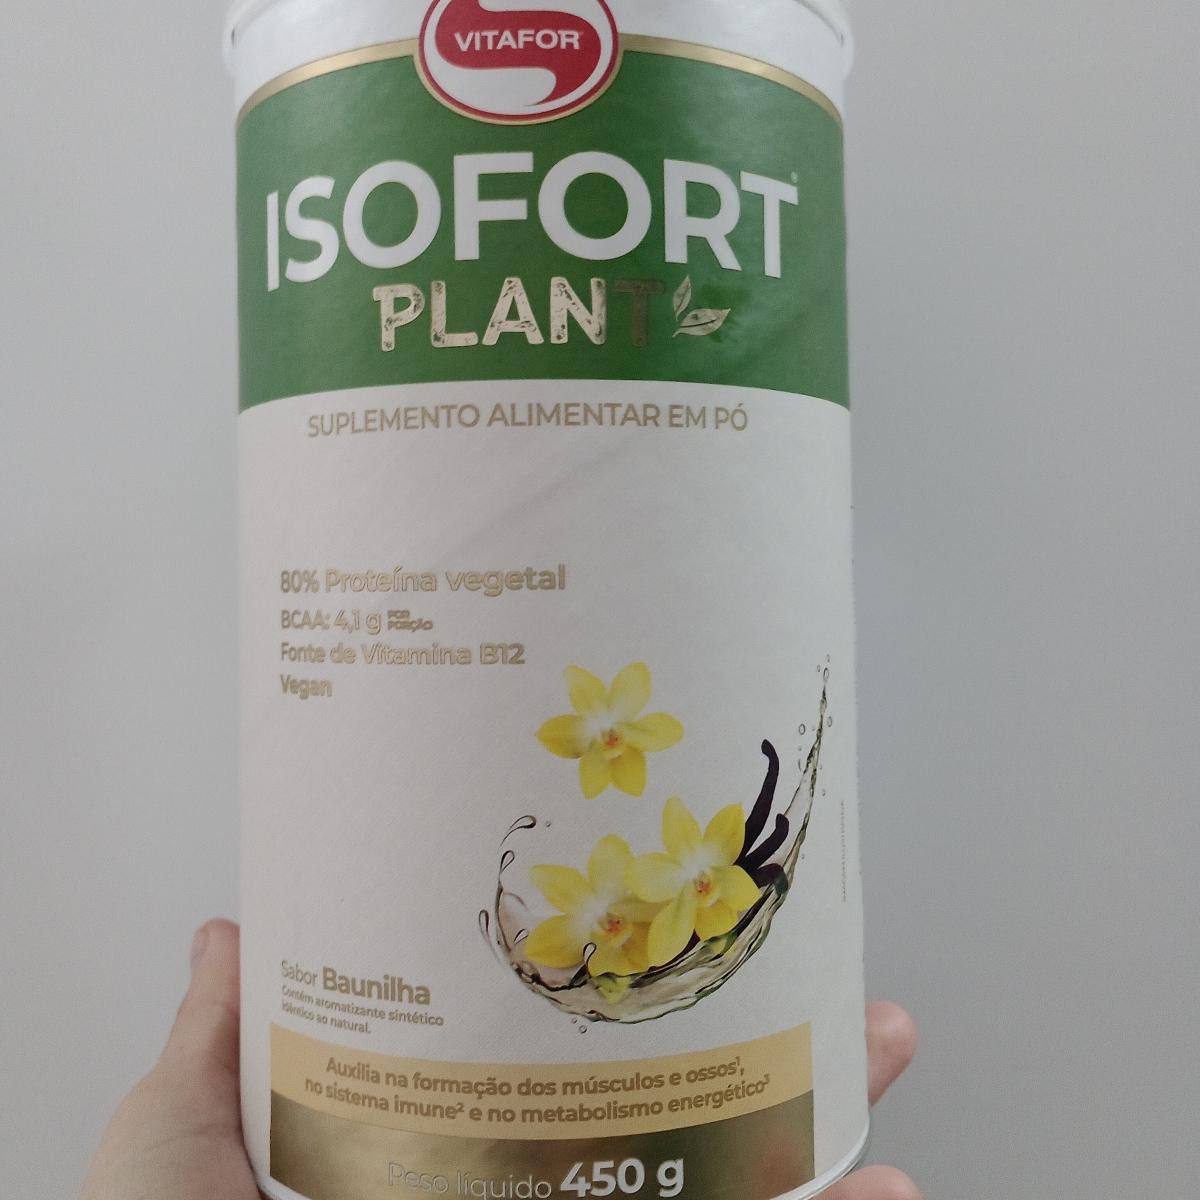 VITAFOR
ISOFORT
PLANT
SUPLEMENTO ALIMENTAR EM PÓ
80% Proteína vegetal
BCAA: 4,1 g POR PORÇÃO
Fonte de Vitamina B12
Vegan
Sabor Baunilha
Contém aromatizante sintético
idêntico ao natural.
Auxilia na formação dos músculos e ossos¹,
no sistema imune² e no metabolismo energético³
Peso líquido 450 g